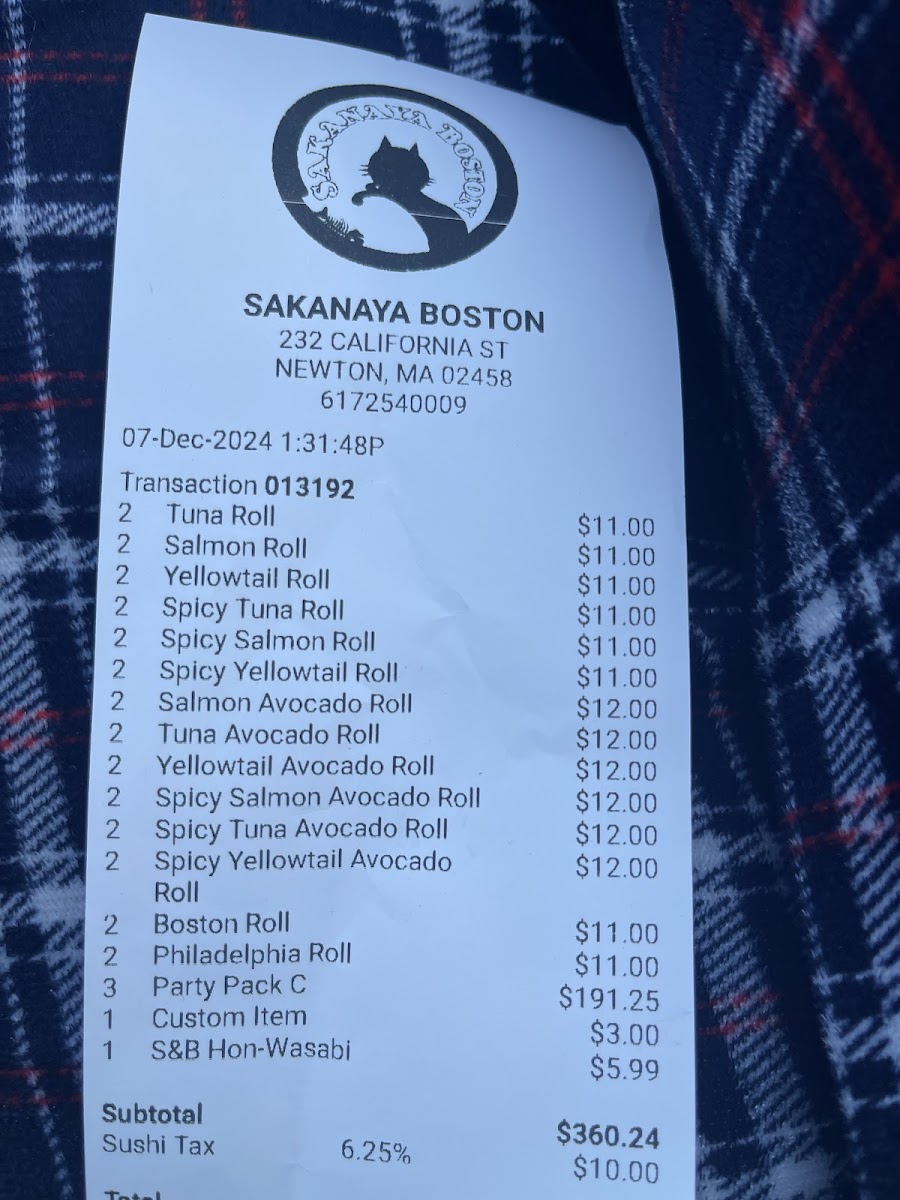 SAKANAYA BOSTON
SAKANAYA BOSTON
232 CALIFORNIA ST
NEWTON, MA 02458
6172540009
07-Dec-2024 1:31:48P
Transaction 013192
2 Tuna Roll $11.00
2 Salmon Roll $11.00
2 Yellowtail Roll $11.00
2 Spicy Tuna Roll $11.00
2 Spicy Salmon Roll $11.00
2 Spicy Yellowtail Roll $11.00
2 Salmon Avocado Roll $12.00
2 Tuna Avocado Roll $12.00
2 Yellowtail Avocado Roll $12.00
2 Spicy Salmon Avocado Roll $12.00
2 Spicy Tuna Avocado Roll $12.00
2 Spicy Yellowtail Avocado $12.00
Roll
2 Boston Roll $11.00
2 Philadelphia Roll $11.00
3 Party Pack C $191.25
1 Custom Item $3.00
1 S&B Hon-Wasabi $5.99
Subtotal $360.24
Sushi Tax 6.25% $10.00
Total